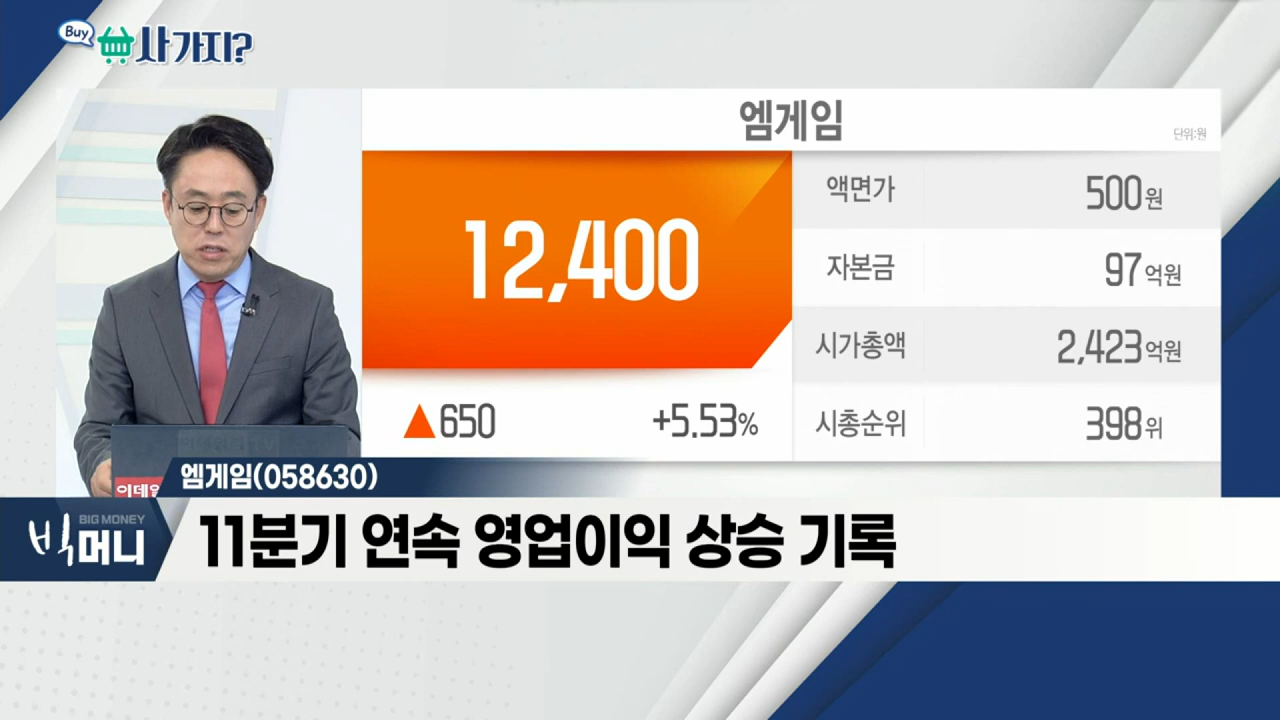 Buy
사가지?
엠게임
단위:원
12,400
액면가 500원
자본금 97억원
시가총액 2,423억원
▲650 +5.53%
시총순위 398위
이데일
엠게임(058630)
BIG MONEY
빅머니
11분기 연속 영업이익 상승 기록